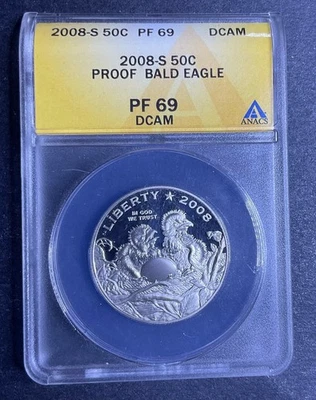 2008-S 50C PF 69 DCAM
2008-S 50C
PROOF BALD EAGLE
PF 69
DCAM
ANACS
LIBERTY ★ 2008
IN GOD
WE TRUST